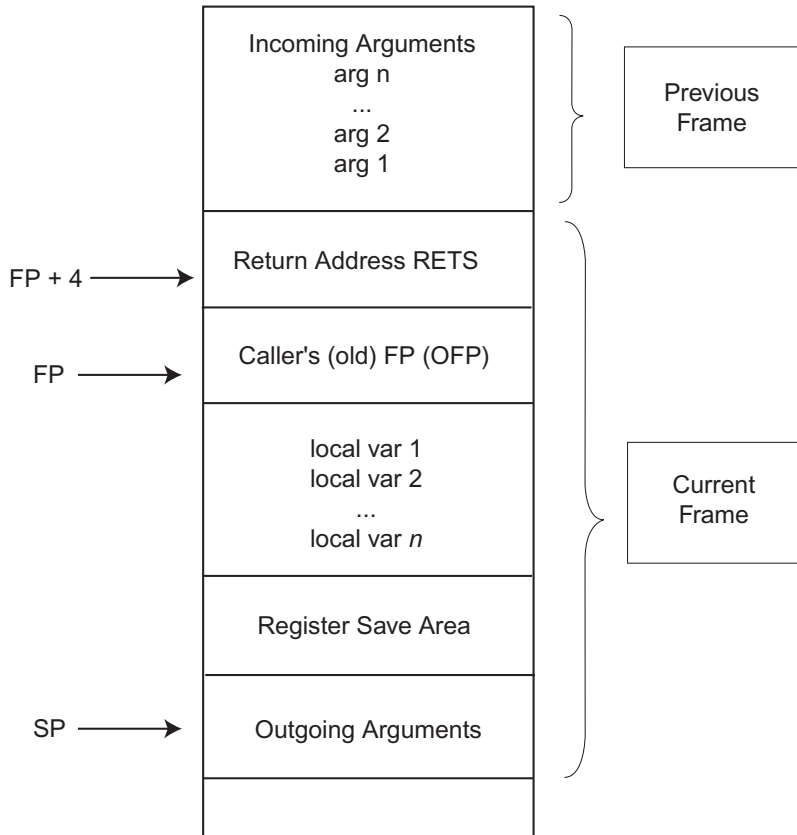 Incoming Arguments
arg n
...
arg 2
arg 1
Previous
Frame
FP + 4
Return Address RETS
FP
Caller's (old) FP (OFP)
local var 1
local var 2
...
local var n
Current
Frame
Register Save Area
SP
Outgoing Arguments